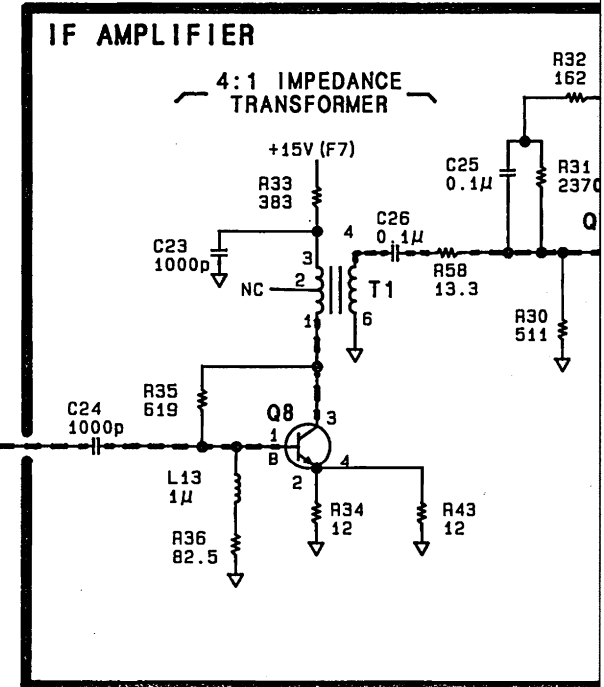 IF AMPLIFIER
4:1 IMPEDANCE
TRANSFORMER
+15V (F7)
R33
383
C23
1000p
NC
3
2
1
4
6
T1
C26
0.1µ
R58
13.3
C25
0.1µ
R32
162
R31
2370
Q
R30
511
R35
619
C24
1000p
Q8
1
B
3
2
4
L13
1µ
R36
82.5
R34
12
R43
12